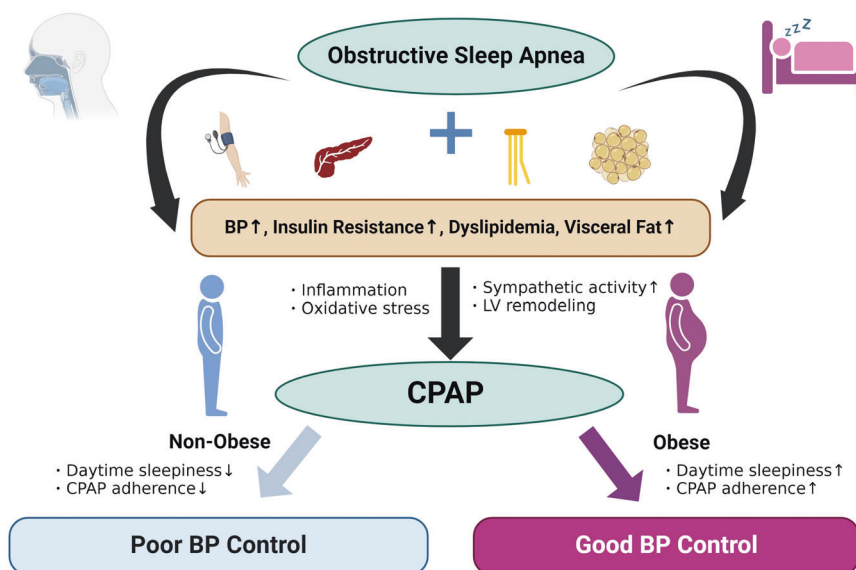 zzz
Obstructive Sleep Apnea
BP↑, Insulin Resistance↑, Dyslipidemia, Visceral Fat↑
· Inflammation
· Oxidative stress
· Sympathetic activity↑
· LV remodeling
CPAP
Non-Obese
· Daytime sleepiness↓
· CPAP adherence↓
Obese
· Daytime sleepiness↑
· CPAP adherence↑
Poor BP Control
Good BP Control